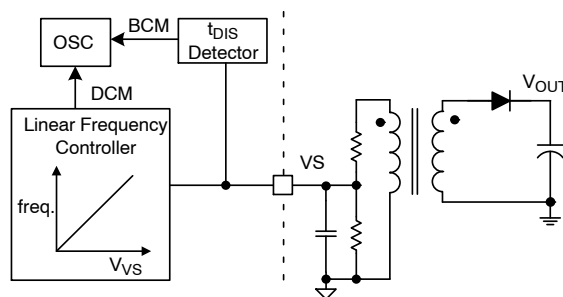 OSC
BCM
tDIS
Detector
DCM
Linear Frequency
Controller
freq.
VVS
VS
VOUT